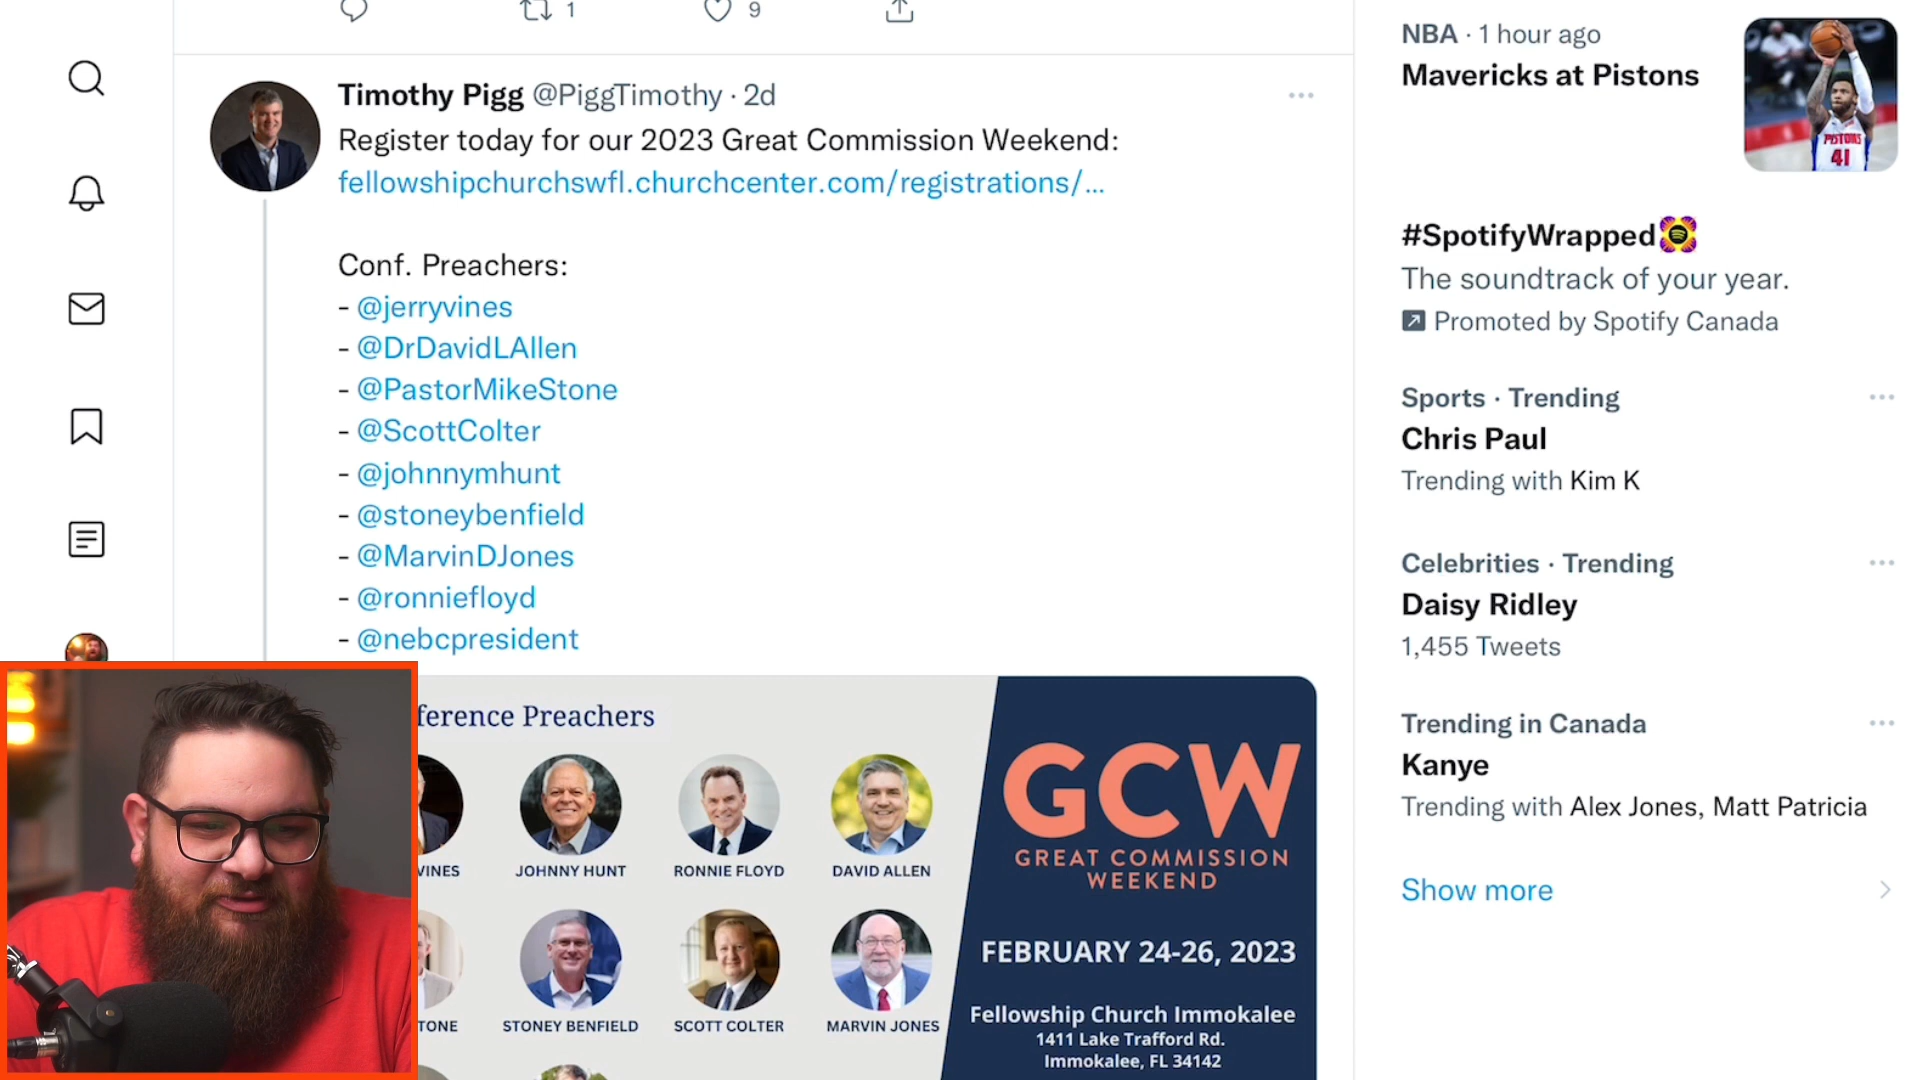 1
9
Timothy Pigg @PiggTimothy · 2d
Register today for our 2023 Great Commission Weekend:
fellowshipchurchswfl.churchcenter.com/registrations/...
Conf. Preachers:
- @jerryvines
- @DrDavidLAllen
- @PastorMikeStone
- @ScottColter
- @johnnymhunt
- @stoneybenfield
- @MarvinDJones
- @ronniefloyd
- @nebcpresident
ference Preachers
VINES
JOHNNY HUNT
RONNIE FLOYD
DAVID ALLEN
TONE
STONEY BENFIELD
SCOTT COLTER
MARVIN JONES
GCW
GREAT COMMISSION
WEEKEND
FEBRUARY 24-26, 2023
Fellowship Church Immokalee
1411 Lake Trafford Rd.
Immokalee, FL 34142
NBA · 1 hour ago
Mavericks at Pistons
PISTONS
41
#SpotifyWrapped
The soundtrack of your year.
Promoted by Spotify Canada
Sports · Trending
Chris Paul
Trending with Kim K
Celebrities · Trending
Daisy Ridley
1,455 Tweets
Trending in Canada
Kanye
Trending with Alex Jones, Matt Patricia
Show more